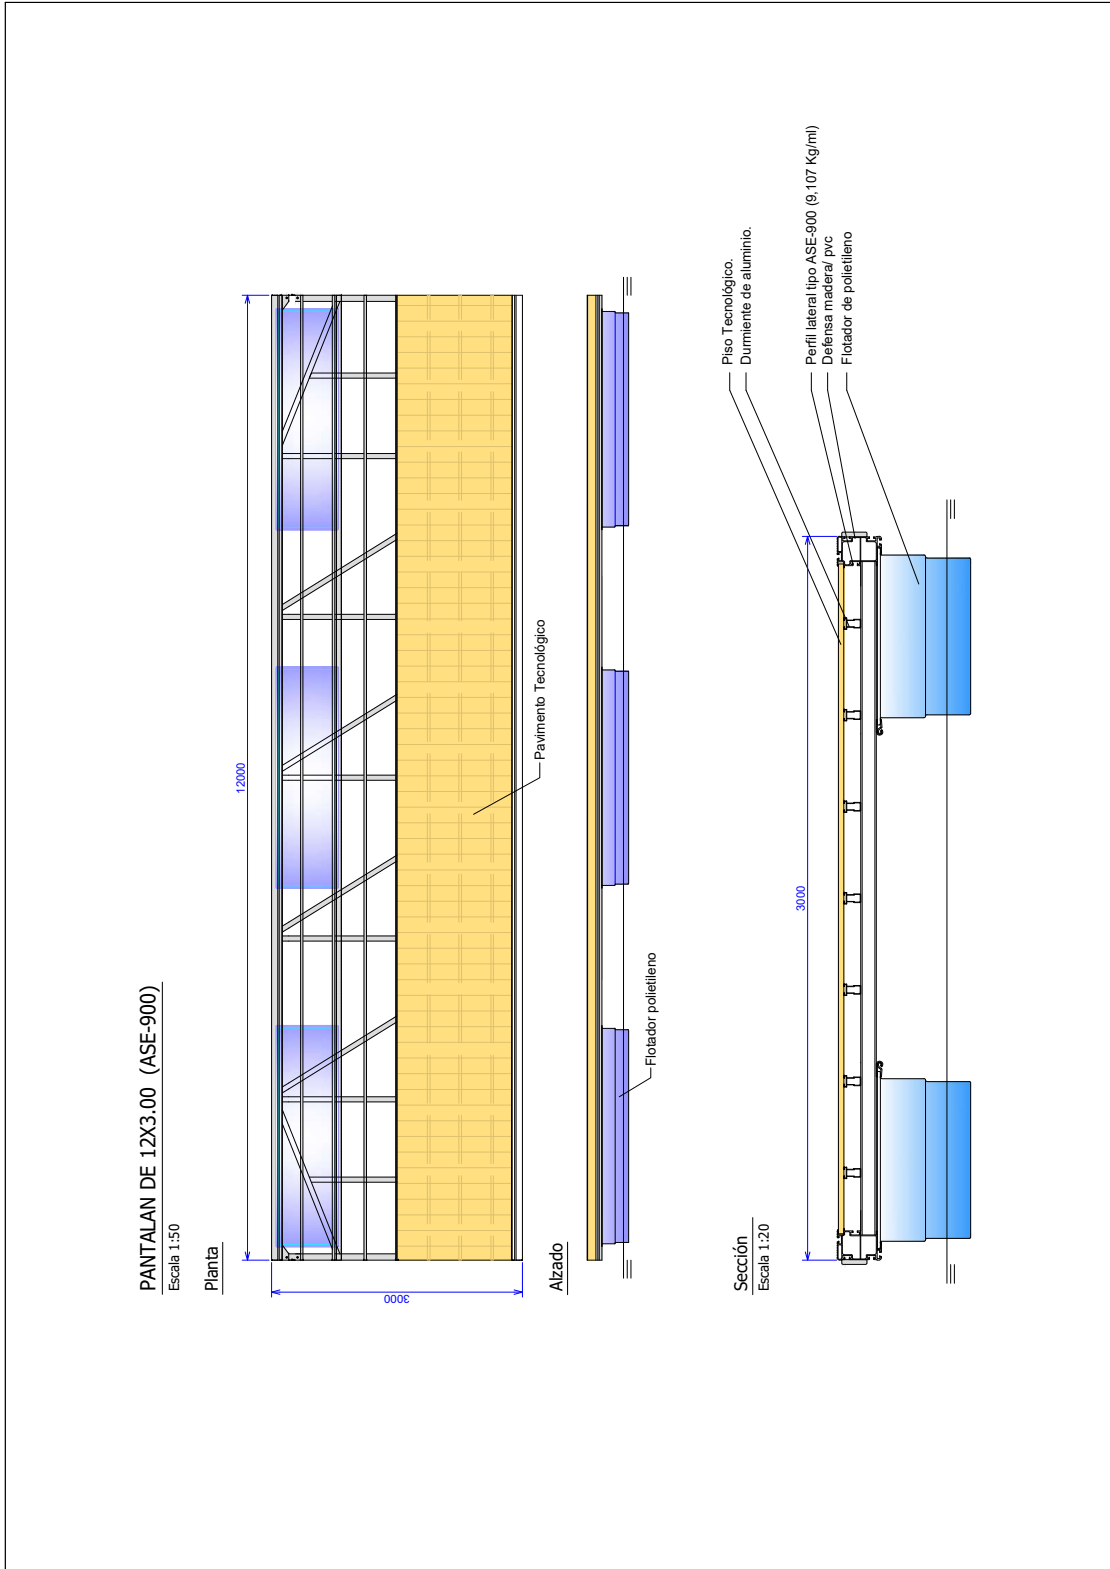 PANTALAN DE 12X3.00 (ASE-900)
Escala 1:50
Planta
12000
3000
Pavimento Tecnológico
Alzado
Flotador polietileno
Sección
Escala 1:20
3000
Piso Tecnológico.
Durmiente de aluminio.
Perfil lateral tipo ASE-900 (9,107 Kg/ml)
Defensa madera/ pvc
Flotador de polietileno